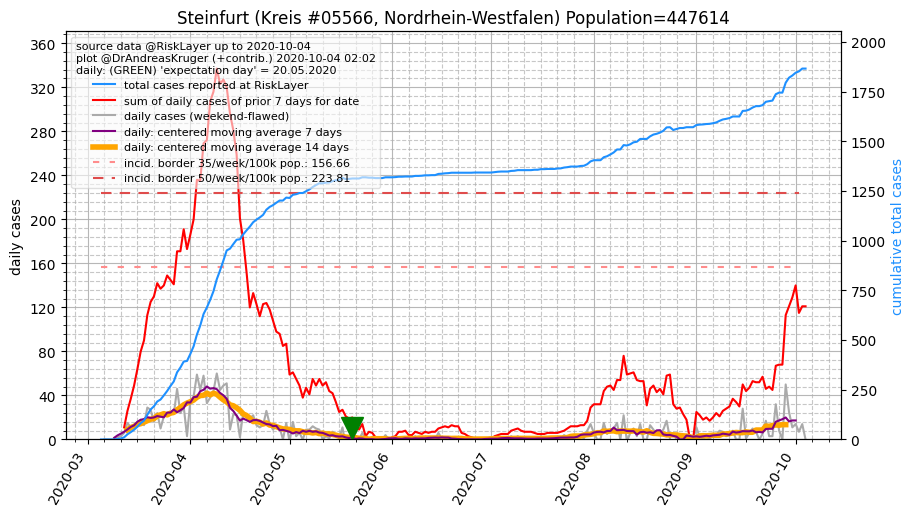 Steinfurt (Kreis #05566, Nordrhein-Westfalen) Population=447614
source data @RiskLayer up to 2020-10-04
plot @DrAndreasKruger (+contrib.) 2020-10-04 02:02
daily: (GREEN) 'expectation day' = 20.05.2020
total cases reported at RiskLayer
sum of daily cases of prior 7 days for date
daily cases (weekend-flawed)
daily: centered moving average 7 days
daily: centered moving average 14 days
incid. border 35/week/100k pop.: 156.66
incid. border 50/week/100k pop.: 223.81
daily cases
360
320
280
240
200
160
120
80
40
0
2000
1750
1500
1250
1000
750
500
250
0
cumulative total cases
2020-03
2020-04
2020-05
2020-06
2020-07
2020-08
2020-09
2020-10